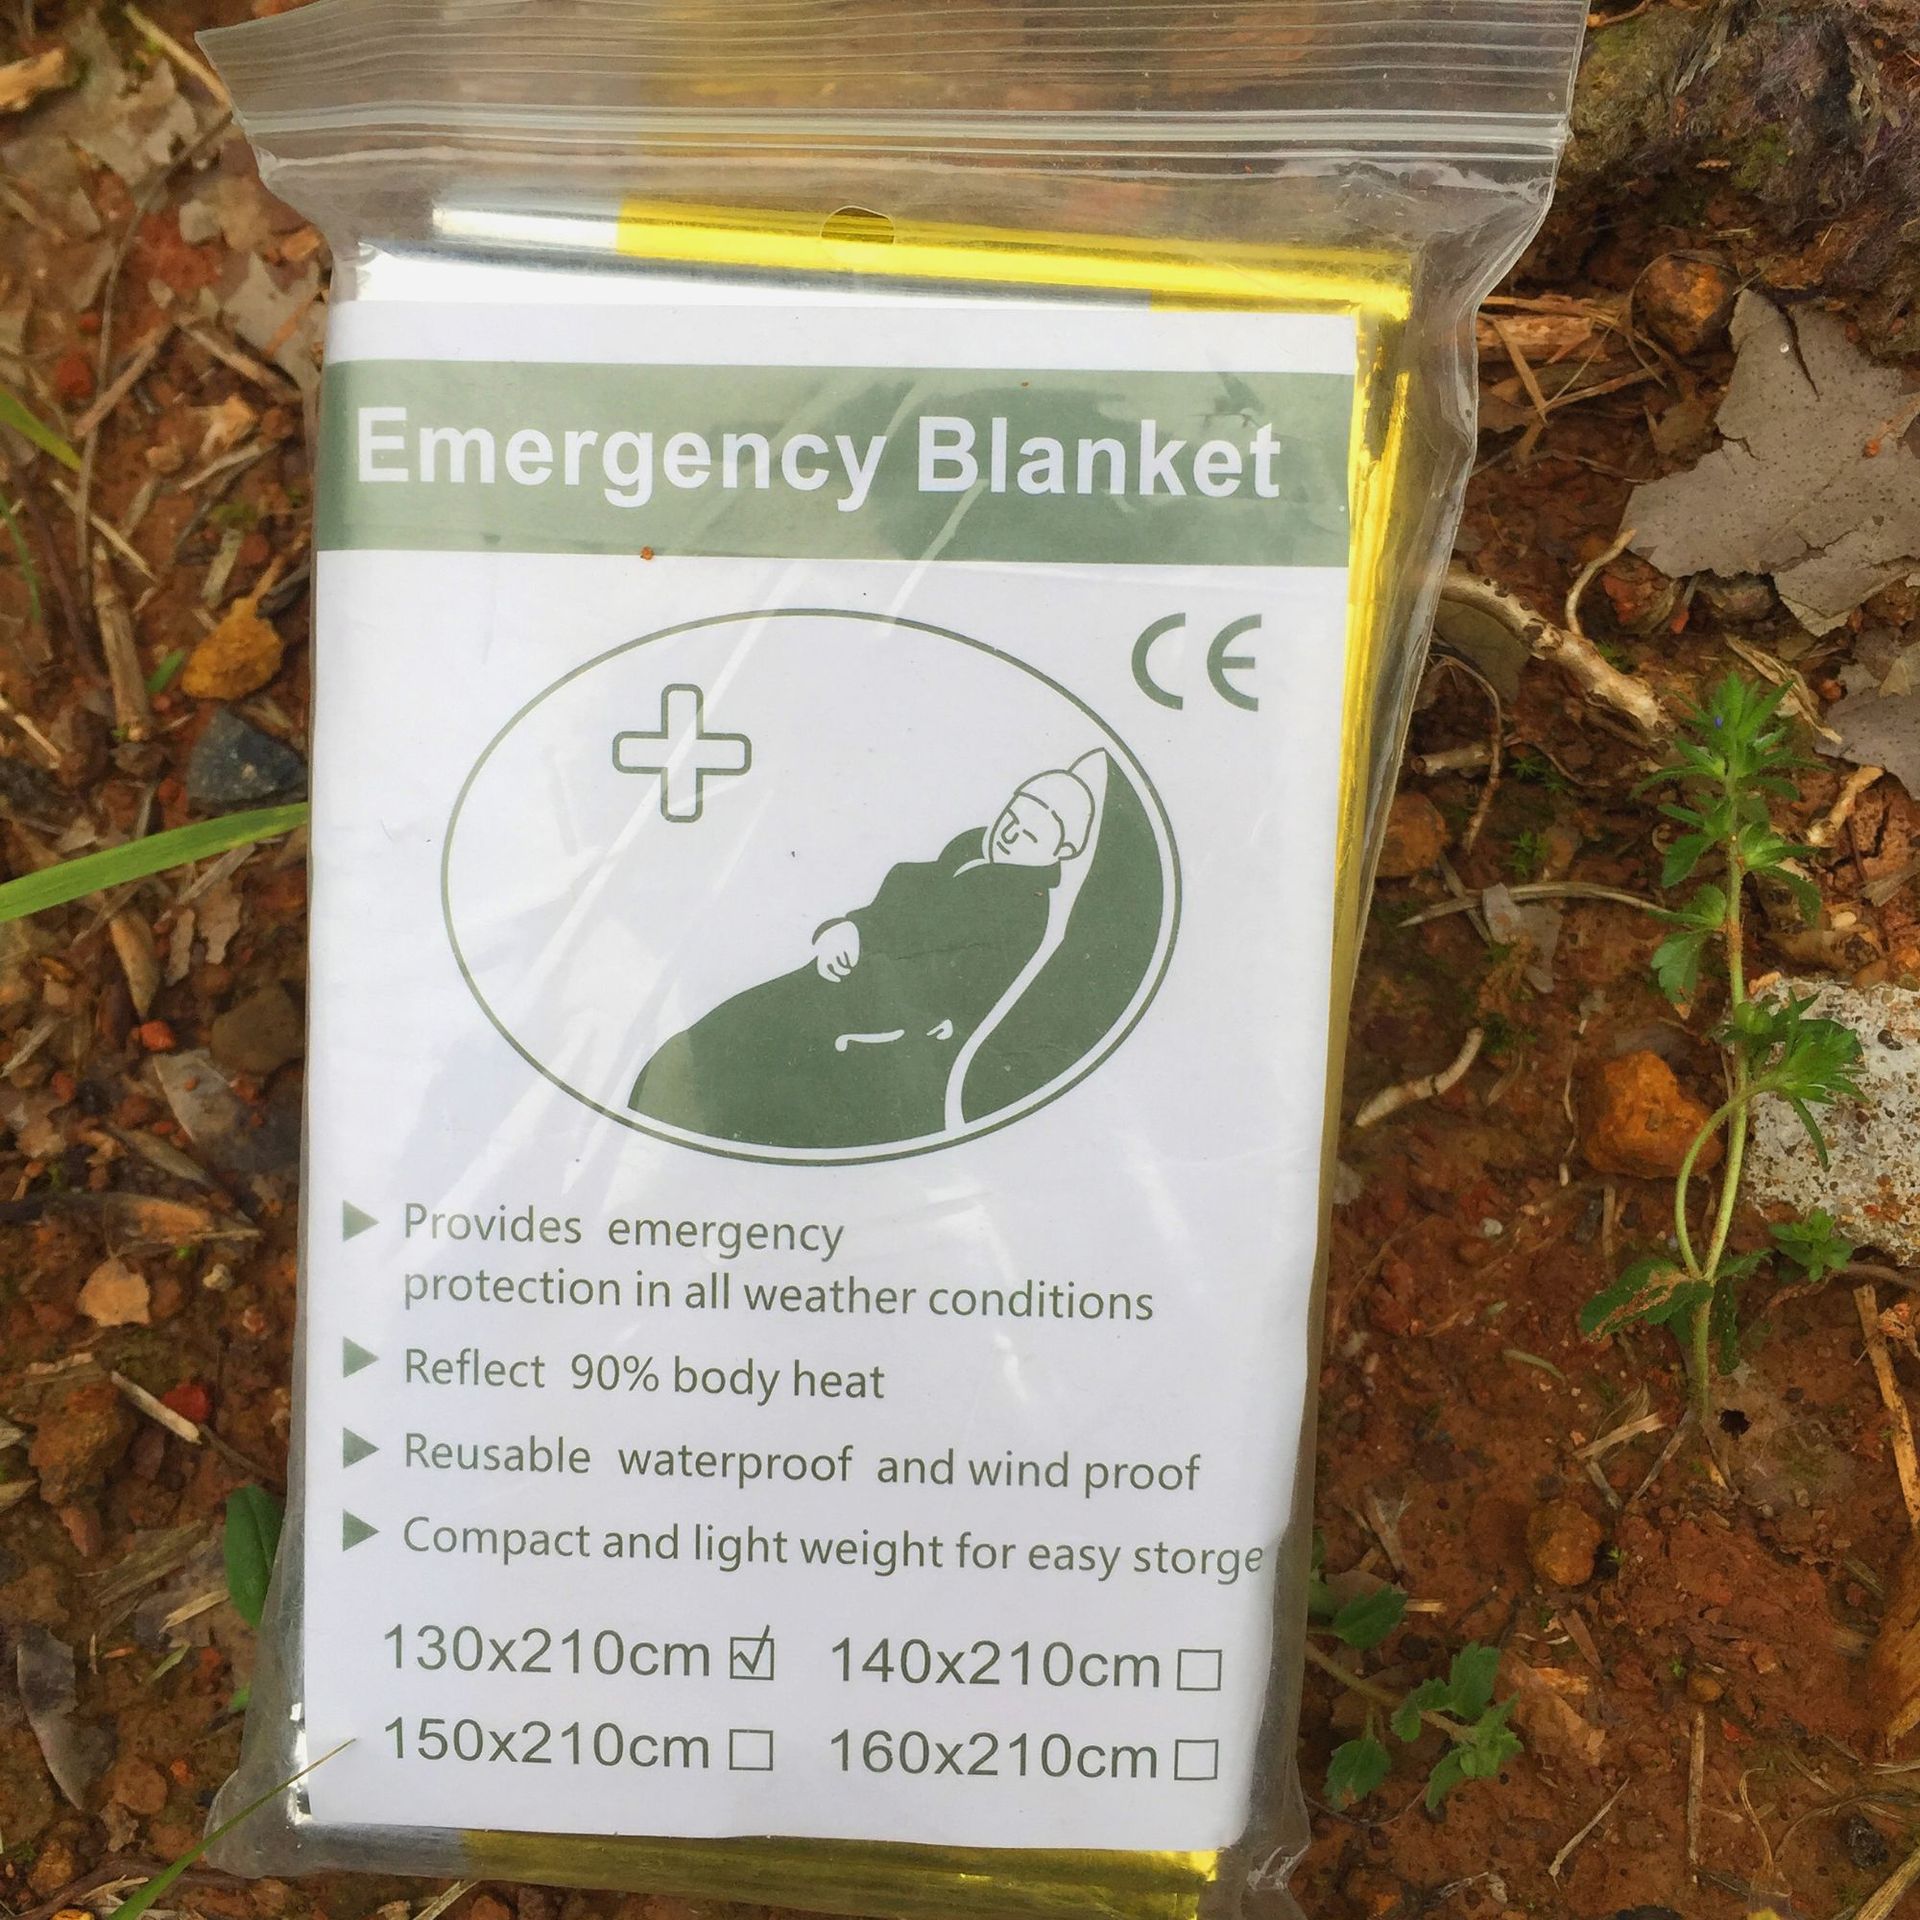 Emergency Blanket
CE
Provides emergency
protection in all weather conditions
Reflect 90% body heat
Reusable waterproof and wind proof
Compact and light weight for easy storge
130x210cm ☑ 140x210cm ☐
150x210cm ☐ 160x210cm ☐